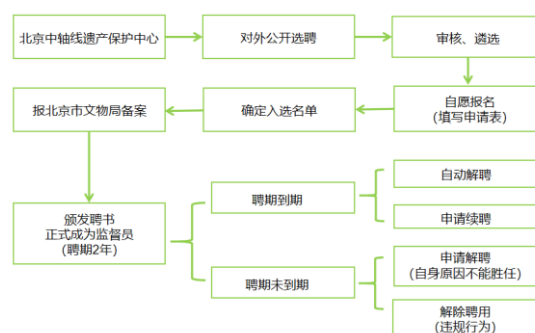 北京中轴线遗产保护中心
对外公开选聘
审核、遴选
自愿报名
(填写申请表)
确定入选名单
报北京市文物局备案
颁发聘书
正式成为监督员
(聘期2年)
聘期到期
自动解聘
申请续聘
聘期未到期
申请解聘
(自身原因不能胜任)
解除聘用
(违规行为)